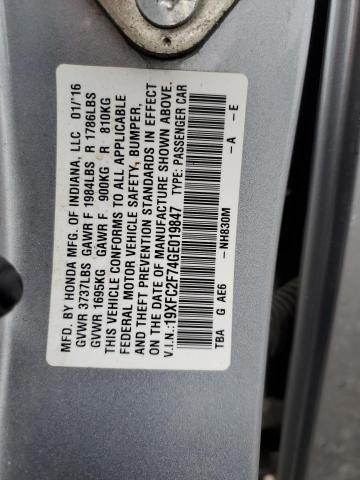 MFD. BY HONDA MFG. OF INDIANA, LLC 01/'16
GVWR 3737LBS GAWR F 1984LBS R 1786LBS
GVWR 1695KG GAWR F. 900KG R 810KG
THIS VEHICLE CONFORMS TO ALL APPLICABLE
FEDERAL MOTOR VEHICLE SAFETY, BUMPER,
AND THEFT PREVENTION STANDARDS IN EFFECT
ON THE DATE OF MANUFACTURE SHOWN ABOVE.
V.I.N.:19XFC2F74GE019847 TYPE: PASSENGER CAR
TBA G AE6 -NH830M -A -E